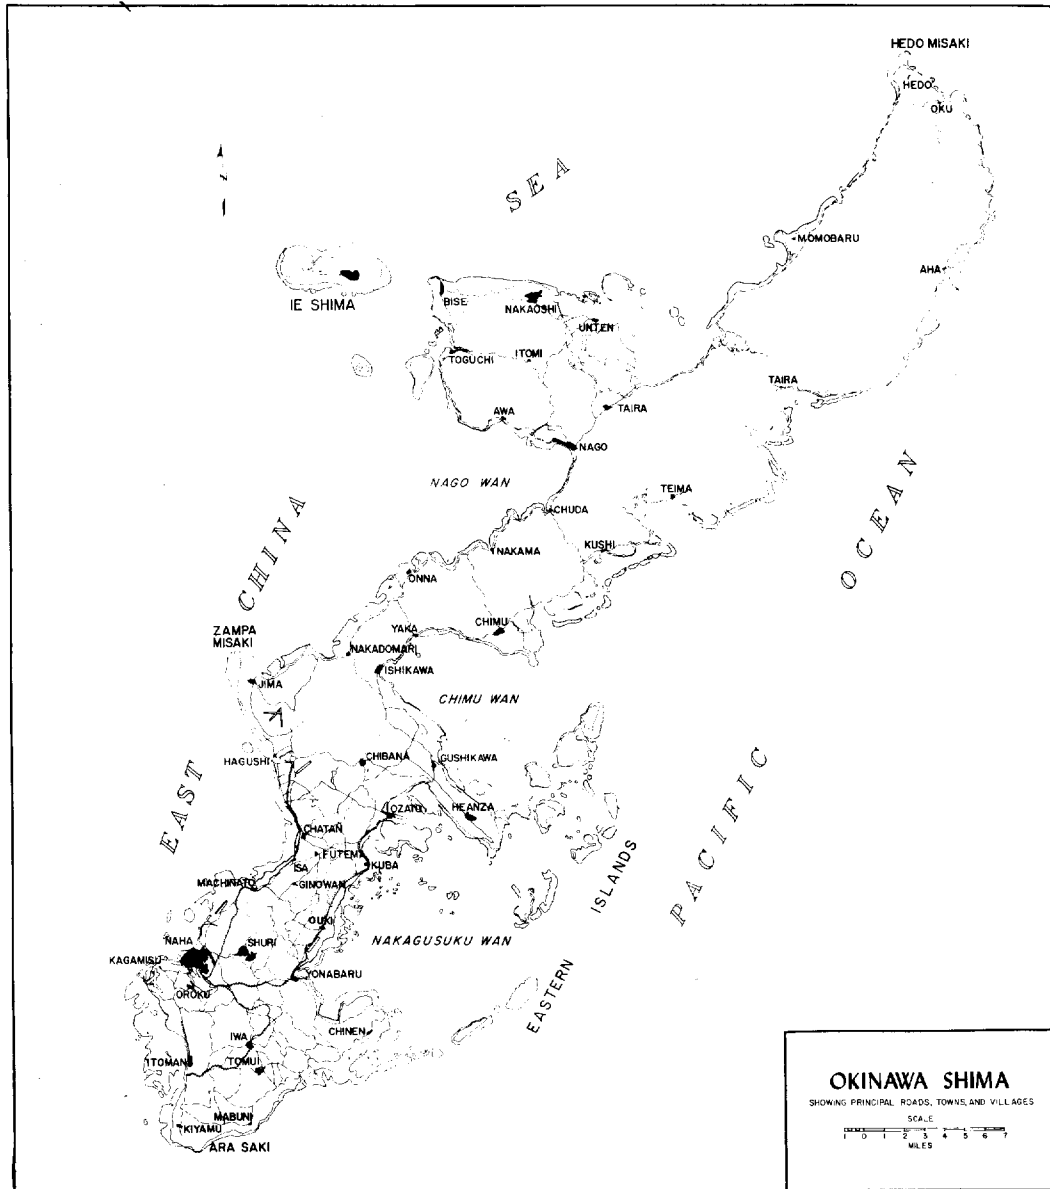 HEDO MISAKI
HEDO
OKU
SEA
MOMOBARU
AHA
IE SHIMA
BISE
NAKAOSHI
UNTEN
TOGUCHI
ITOMI
TAIRA
AWA
TAIRA
NAGO
NAGO WAN
TEIMA
OCEAN
CHINA
CHUDA
NAKAMA
KUSHI
ONNA
ZAMPA
MISAKI
YAKA
CHIMU
NAKADOMARI
ISHIKAWA
JIMA
CHIMU WAN
HAGUSHI
CHIBANA
GUSHIKAWA
PACIFIC
EAST
HEANZA
CHATAN
FUTEMA
ISA
KUBA
MACHINATO
GINOWAN
ISLANDS
OUKI
NAHA
SHURI
NAKAGUSUKU WAN
KAGAMISU
YONABARU
OROKU
EASTERN
CHINEN
IWA
ITOMAN
TOMUI
MABUNI
KIYAMU
ARA SAKI
OKINAWA SHIMA
SHOWING PRINCIPAL ROADS, TOWNS, AND VILLAGES
SCALE
1 0 1 2 3 4 5 6 7
MILES